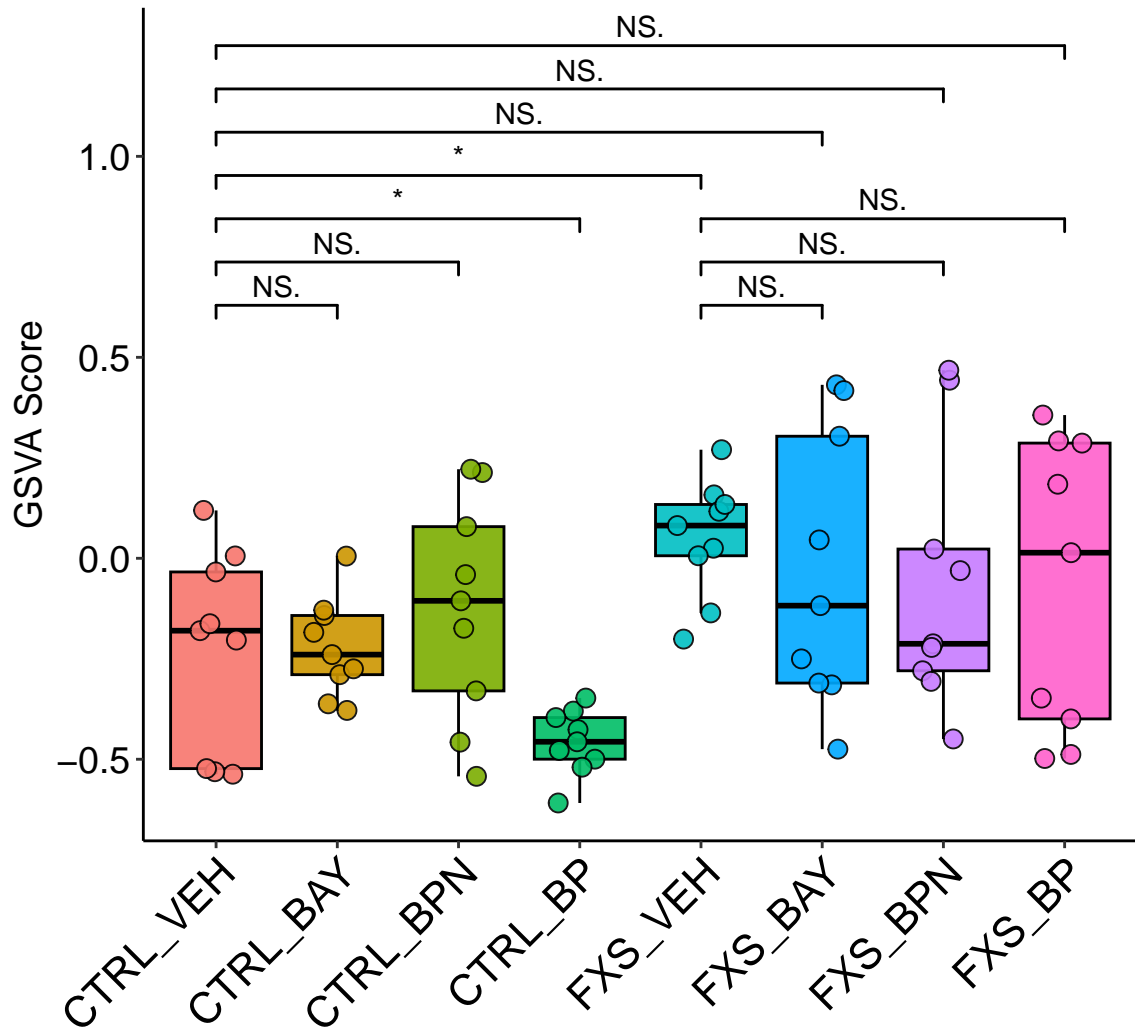 NS.
NS.
NS.
*
*
NS.
NS.
NS.
NS.
NS.
GSVA Score
1.0
0.5
0.0
−0.5
CTRL_VEH
CTRL_BAY
CTRL_BPN
CTRL_BP
FXS_VEH
FXS_BAY
FXS_BPN
FXS_BP